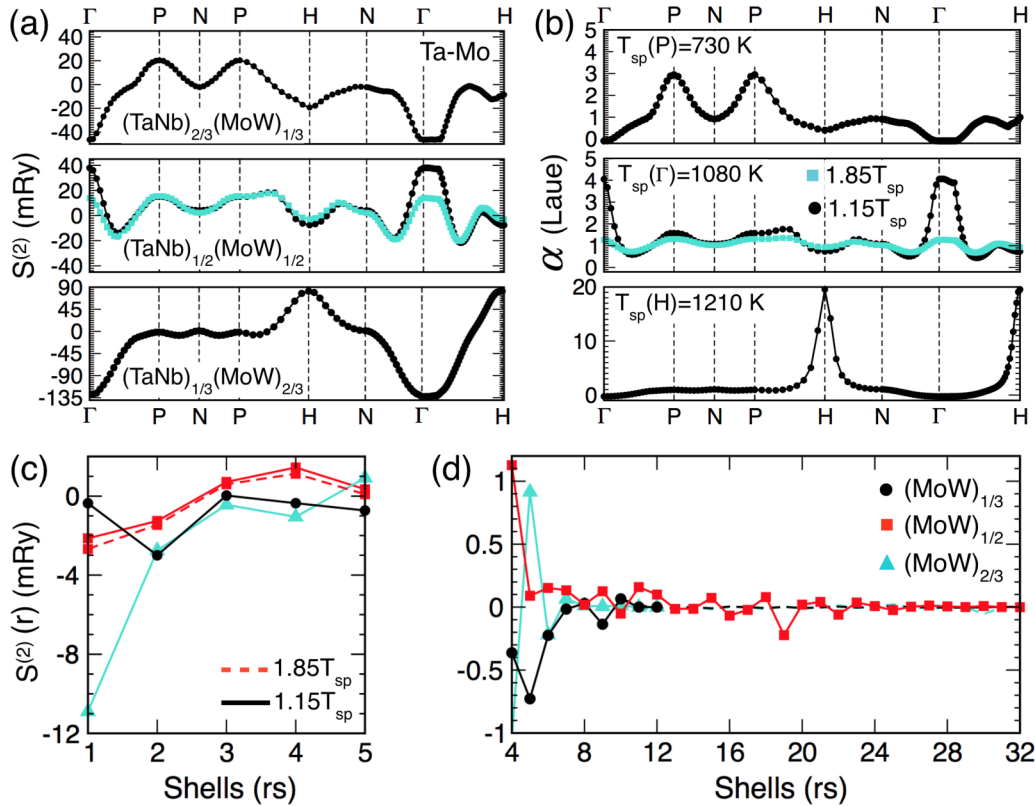 (a)
Γ P N P H N Γ H
40
20
0
-20
-40
Ta-Mo
(TaNb)2/3(MoW)1/3
S(2) (mRy)
40
20
0
-20
-40
(TaNb)1/2(MoW)1/2
90
45
0
-45
-90
-135
(TaNb)1/3(MoW)2/3
Γ P N P H N Γ H
(b)
Γ P N P H N Γ H
5
4
3
2
1
0
Tsp(P)=730 K
α (Laue)
5
4
3
2
1
0
Tsp(Γ)=1080 K
1.85Tsp
1.15Tsp
20
10
0
Tsp(H)=1210 K
Γ P N P H N Γ H
(c)
S(2) (r) (mRy)
0
-3
-6
-9
-12
1.85Tsp
1.15Tsp
1 2 3 4 5
Shells (rs)
(d)
1
0.5
0
-0.5
-1
(MoW)1/3
(MoW)1/2
(MoW)2/3
4 8 12 16 20 24 28 32
Shells (rs)